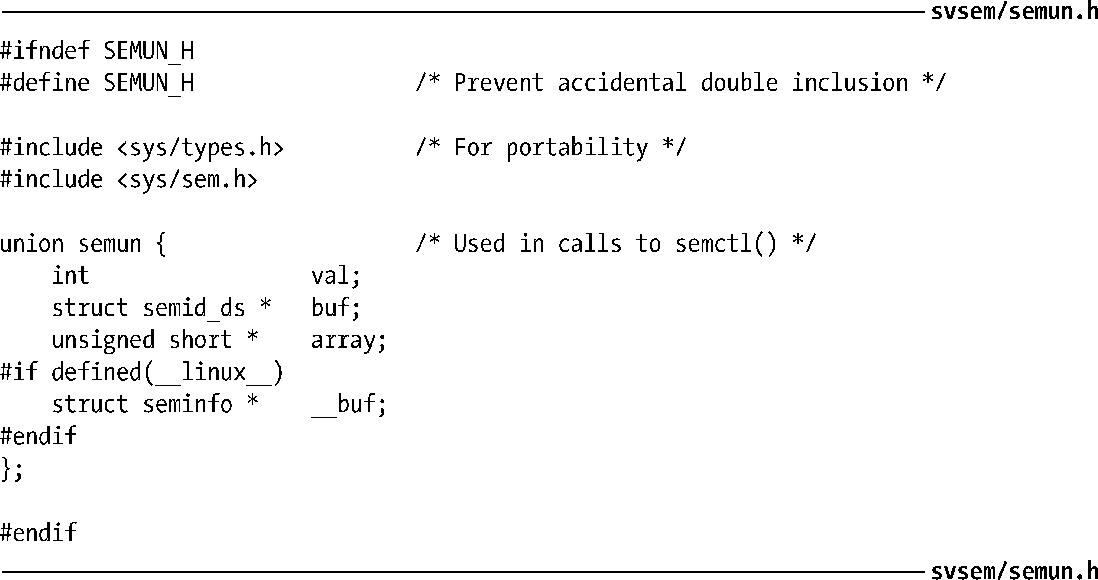 svsem/semun.h
#ifndef SEMUN_H
#define SEMUN_H                 /* Prevent accidental double inclusion */
#include <sys/types.h>          /* For portability */
#include <sys/sem.h>
union semun {                   /* Used in calls to semctl() */
    int                 val;
    struct semid_ds *   buf;
    unsigned short *    array;
#if defined(__linux__)
    struct seminfo *    __buf;
#endif
};
#endif
svsem/semun.h